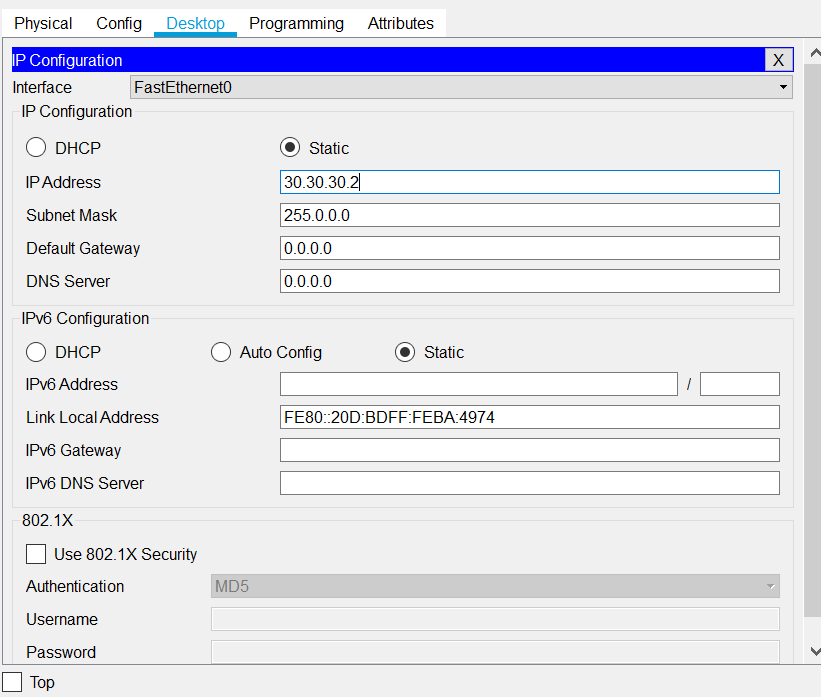 Physical Config Desktop Programming Attributes
IP Configuration X
Interface FastEthernet0
IP Configuration
DHCP Static
IP Address 30.30.30.2
Subnet Mask 255.0.0.0
Default Gateway 0.0.0.0
DNS Server 0.0.0.0
IPv6 Configuration
DHCP Auto Config Static
IPv6 Address /
Link Local Address FE80::20D:BDFF:FEBA:4974
IPv6 Gateway
IPv6 DNS Server
802.1X
Use 802.1X Security
Authentication MD5
Username
Password
Top